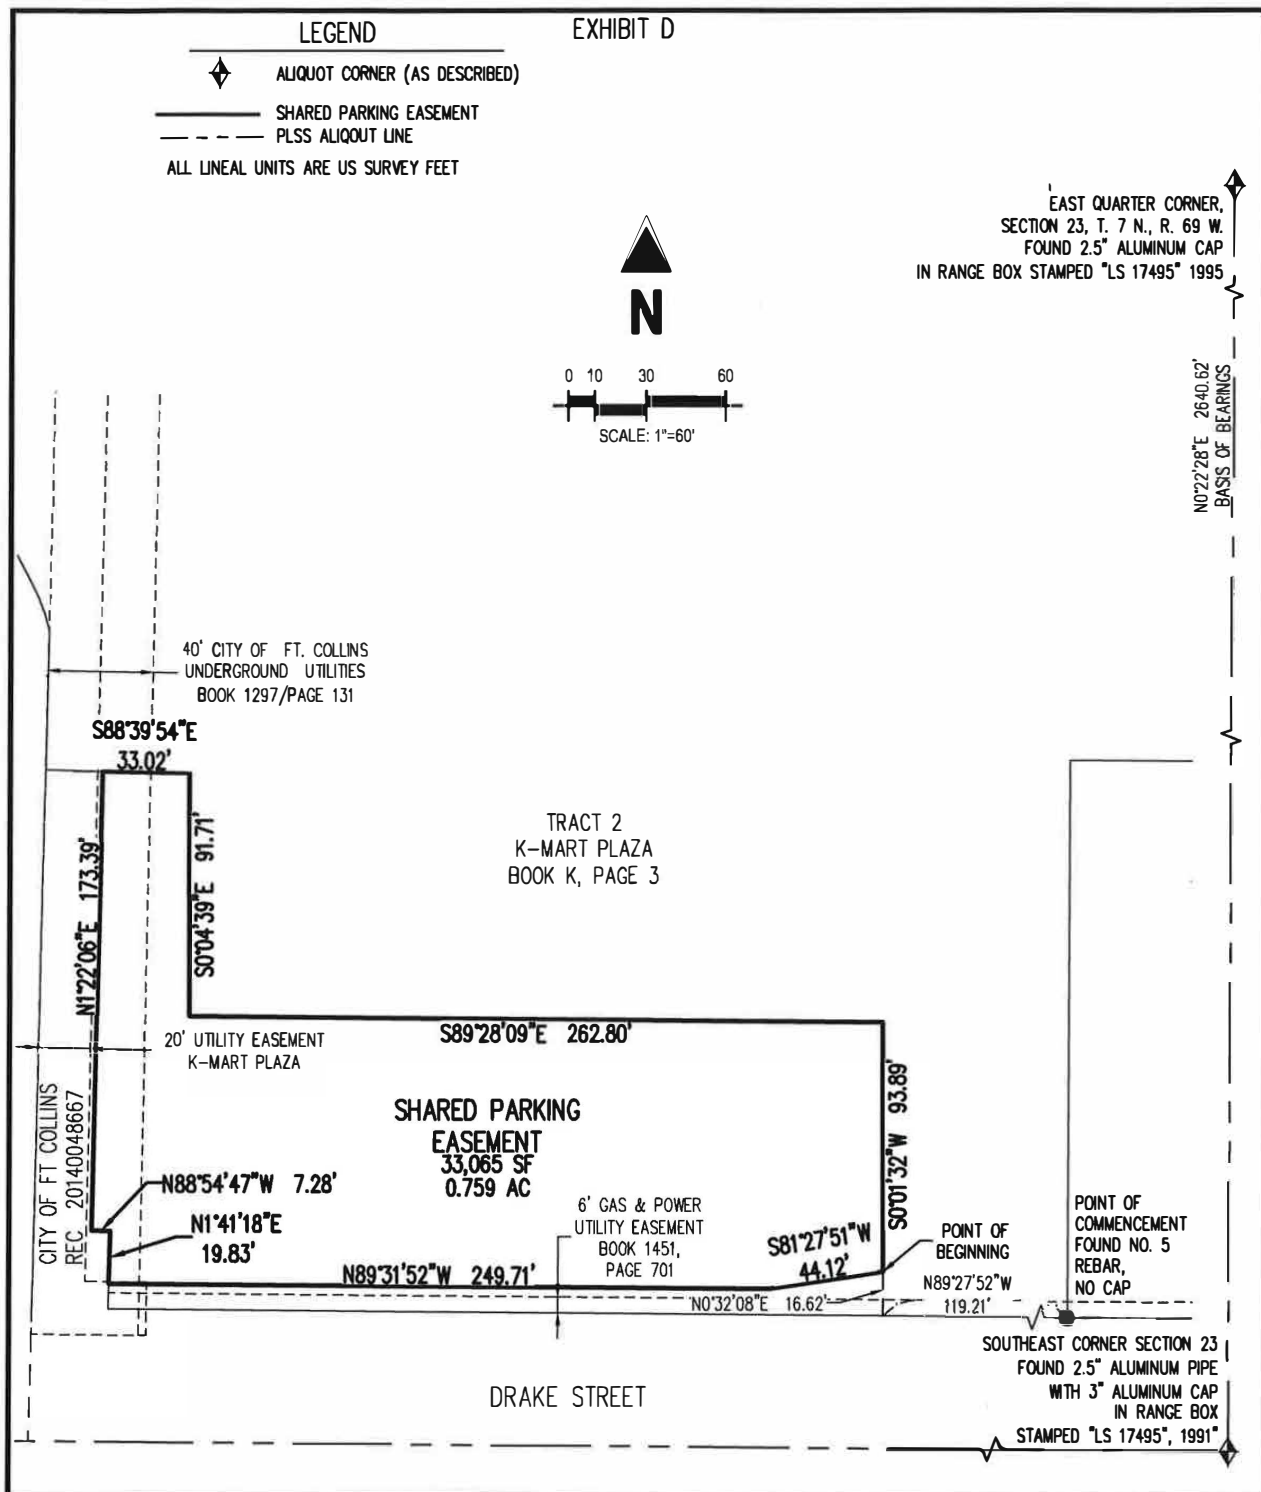 LEGEND
EXHIBIT D
ALIQUOT CORNER (AS DESCRIBED)
SHARED PARKING EASEMENT
PLSS ALIQOUT LINE
ALL LINEAL UNITS ARE US SURVEY FEET
EAST QUARTER CORNER,
SECTION 23, T. 7 N., R. 69 W.
FOUND 2.5" ALUMINUM CAP
IN RANGE BOX STAMPED "LS 17495" 1995
N
0 10 30 60
SCALE: 1"=60'
N0°22'28"E 2640.62'
BASIS OF BEARINGS
40' CITY OF FT. COLLINS
UNDERGROUND UTILITIES
BOOK 1297/PAGE 131
S88°39'54"E
33.02'
N1°22'06"E 173.39'
S0°04'39"E 91.71'
TRACT 2
K-MART PLAZA
BOOK K, PAGE 3
S89°28'09"E 262.80'
20' UTILITY EASEMENT
K-MART PLAZA
CITY OF FT COLLINS
REC 20140048667
SHARED PARKING
EASEMENT
33,065 SF
0.759 AC
S0°01'32"W 93.89'
N88°54'47"W 7.28'
N1°41'18"E
19.83'
6' GAS & POWER
UTILITY EASEMENT
BOOK 1451,
PAGE 701
S81°27'51"W
44.12'
POINT OF
BEGINNING
POINT OF
COMMENCEMENT
FOUND NO. 5
REBAR,
NO CAP
N89°31'52"W 249.71'
N0°32'08"E 16.62'
N89°27'52"W
119.21'
SOUTHEAST CORNER SECTION 23
FOUND 2.5" ALUMINUM PIPE
WITH 3" ALUMINUM CAP
IN RANGE BOX
STAMPED "LS 17495", 1991"
DRAKE STREET